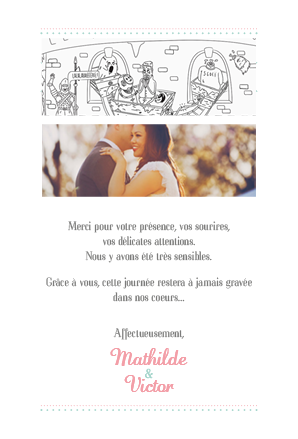 Merci pour votre présence, vos sourires,
vos délicates attentions.
Nous y avons été très sensibles.
Grâce à vous, cette journée restera à jamais gravée
dans nos coeurs...
Affectueusement,
Mathilde
&
Victor